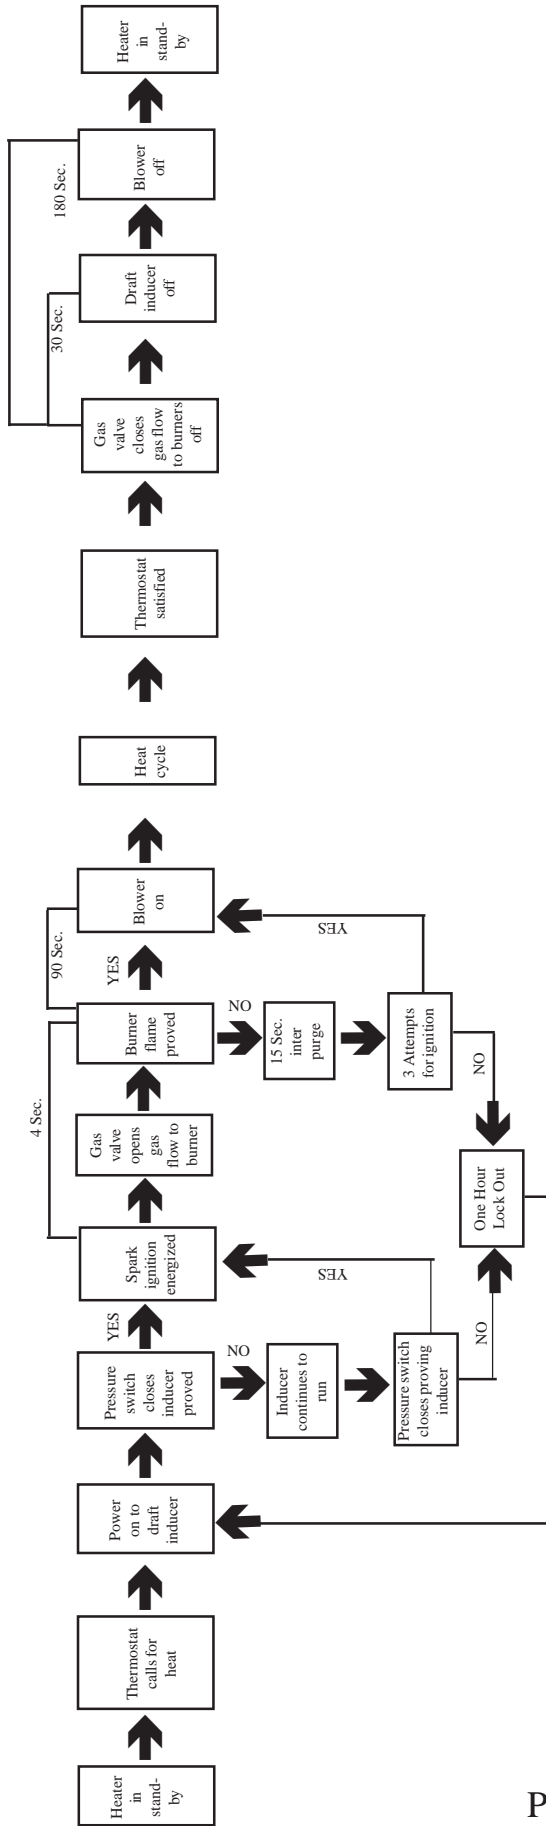 Heater
in
stand-
by
Thermostat
calls for
heat
Power
on to
draft
inducer
Pressure
switch
closes
inducer
proved
YES
NO
Inducer
continues to
run
Pressure switch
closes proving
inducer
YES
NO
Spark
ignition
energized
4 Sec.
Gas
valve
opens
gas
flow to
burner
Burner
flame
proved
YES
NO
15 Sec.
inter
purge
3 Attempts
for ignition
YES
NO
One Hour
Lock Out
90 Sec.
Blower
on
Heat
cycle
Thermostat
satisfied
Gas
valve
closes
gas flow
to burners
off
30 Sec.
Draft
inducer
off
180 Sec.
Blower
off
Heater
in
stand-
by
P